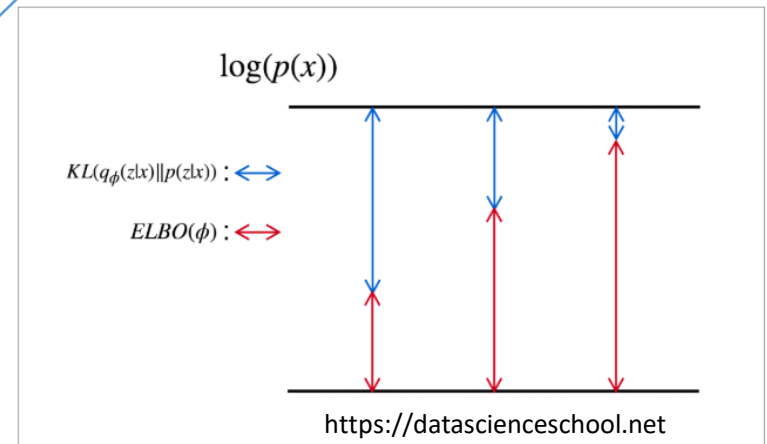 log(p(x))
KL(qϕ(z|x)||p(z|x)) :
ELBO(ϕ) :
https://datascienceschool.net